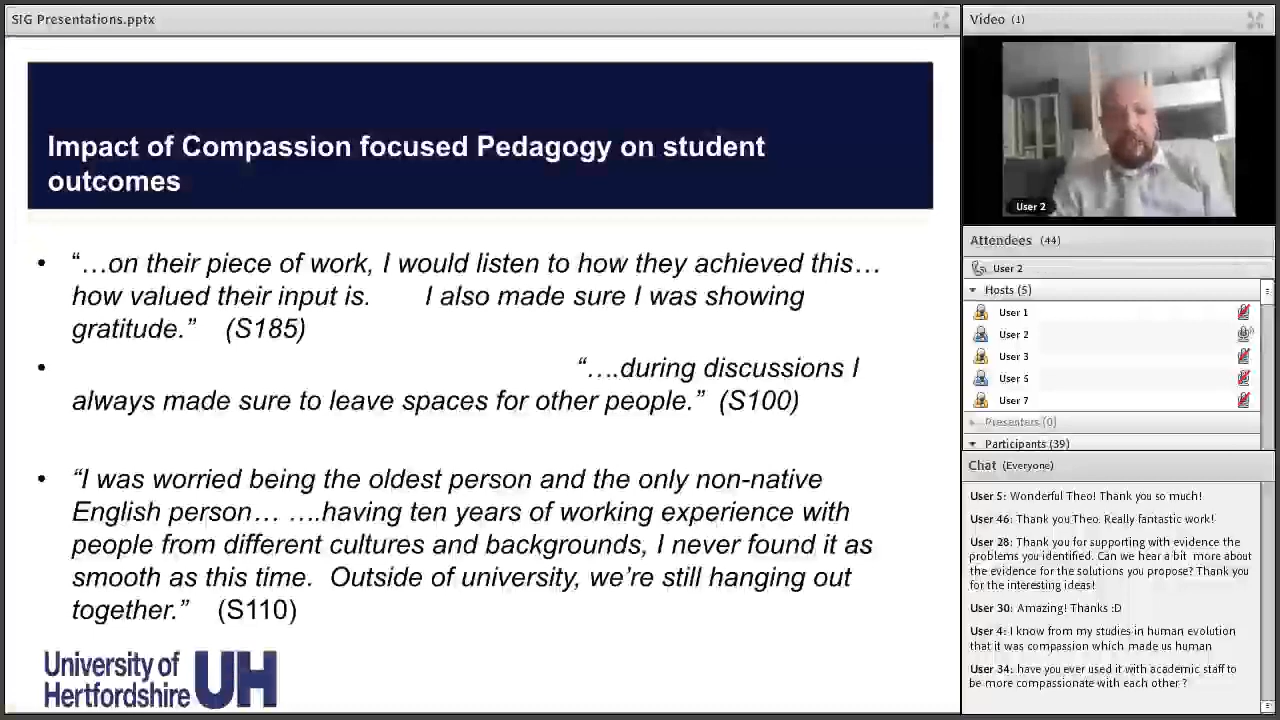 SIG Presentations.pptx
Impact of Compassion focused Pedagogy on student
outcomes
• “…on their piece of work, I would listen to how they achieved this…
how valued their input is. I also made sure I was showing
gratitude.” (S185)
• “….during discussions I
always made sure to leave spaces for other people.” (S100)
• “I was worried being the oldest person and the only non-native
English person… ….having ten years of working experience with
people from different cultures and backgrounds, I never found it as
smooth as this time. Outside of university, we’re still hanging out
together.” (S110)
University of
Hertfordshire
UH
Video (1)
User 2
Attendees (44)
User 2
Hosts (5)
User 1
User 2
User 3
User 5
User 7
Presenters (0)
Participants (39)
Chat (Everyone)
User 5: Wonderful Theo! Thank you so much!
User 46: Thank you Theo. Really fantastic work!
User 28: Thank you for supporting with evidence the
problems you identified. Can we hear a bit more about
the evidence for the solutions you propose? Thank you
for the interesting ideas!
User 30: Amazing! Thanks :D
User 4: I know from my studies in human evolution
that it was compassion which made us human
User 34: have you ever used it with academic staff to
be more compassionate with each other ?